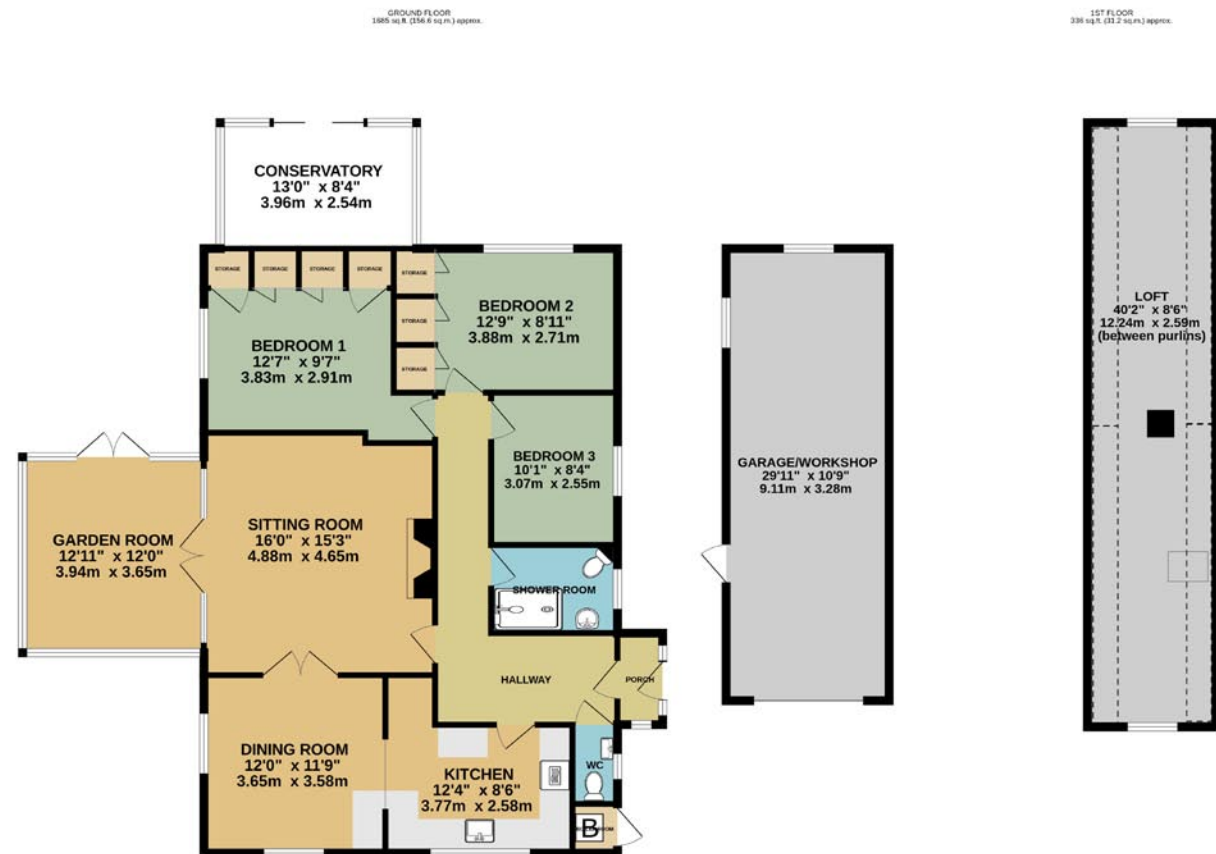 GROUND FLOOR
1685 sq.ft. (156.6 sq.m.) approx.
1ST FLOOR
336 sq.ft. (31.2 sq.m.) approx.
CONSERVATORY
13'0" x 8'4"
3.96m x 2.54m
STORAGE
STORAGE
STORAGE
STORAGE
STORAGE
STORAGE
STORAGE
BEDROOM 2
12'9" x 8'11"
3.88m x 2.71m
BEDROOM 1
12'7" x 9'7"
3.83m x 2.91m
BEDROOM 3
10'1" x 8'4"
3.07m x 2.55m
GARDEN ROOM
12'11" x 12'0"
3.94m x 3.65m
SITTING ROOM
16'0" x 15'3"
4.88m x 4.65m
SHOWER ROOM
HALLWAY
PORCH
DINING ROOM
12'0" x 11'9"
3.65m x 3.58m
KITCHEN
12'4" x 8'6"
3.77m x 2.58m
WC
B
GARAGE/WORKSHOP
29'11" x 10'9"
9.11m x 3.28m
LOFT
40'2" x 8'6"
12.24m x 2.59m
(between purlins)